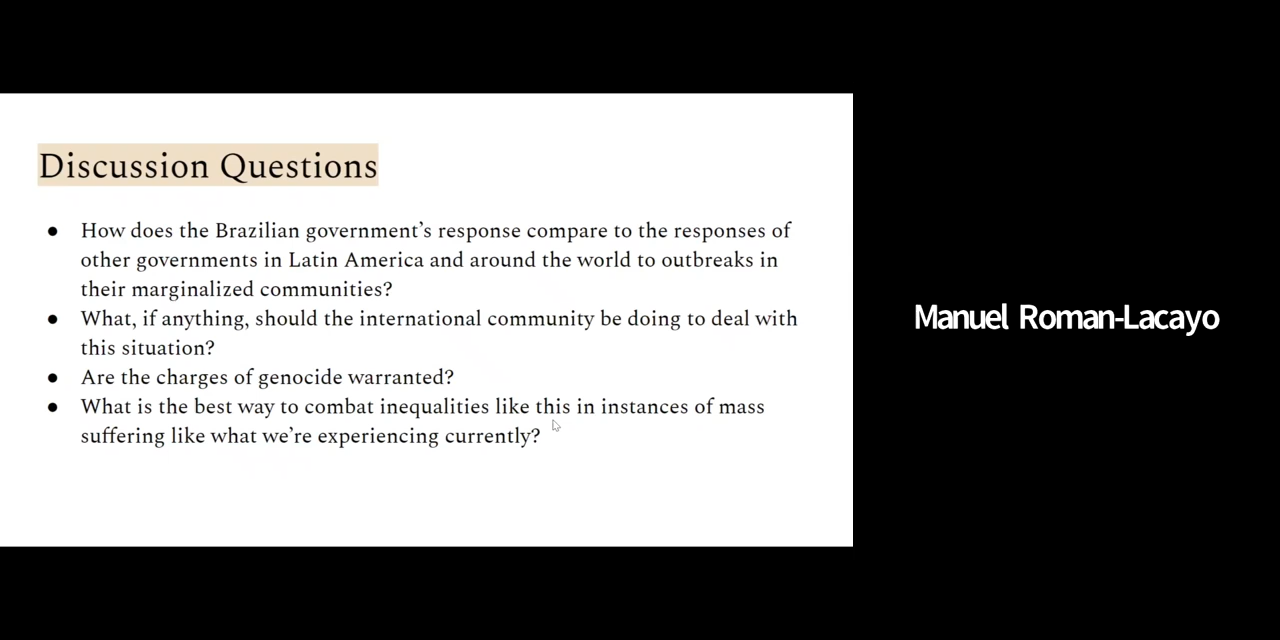 Discussion Questions
● How does the Brazilian government’s response compare to the responses of
other governments in Latin America and around the world to outbreaks in
their marginalized communities?
● What, if anything, should the international community be doing to deal with
this situation?
● Are the charges of genocide warranted?
● What is the best way to combat inequalities like this in instances of mass
suffering like what we’re experiencing currently?
Manuel Roman-Lacayo